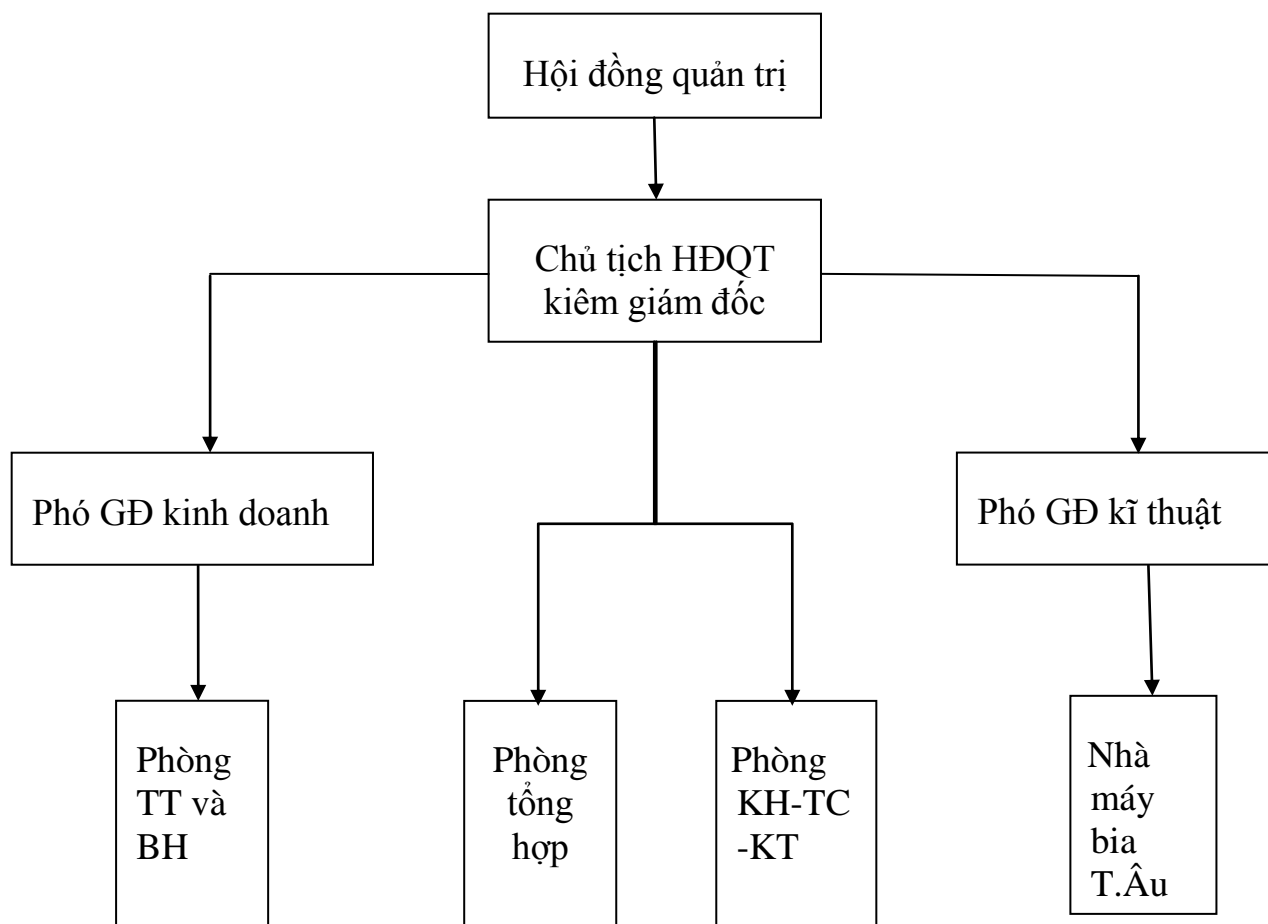 Hội đồng quản trị
Chủ tịch HĐQT
kiêm giám đốc
Phó GĐ kinh doanh
Phó GĐ kĩ thuật
Phòng
TT và
BH
Phòng
tổng
hợp
Phòng
KH-TC
-KT
Nhà
máy
bia
T.Âu